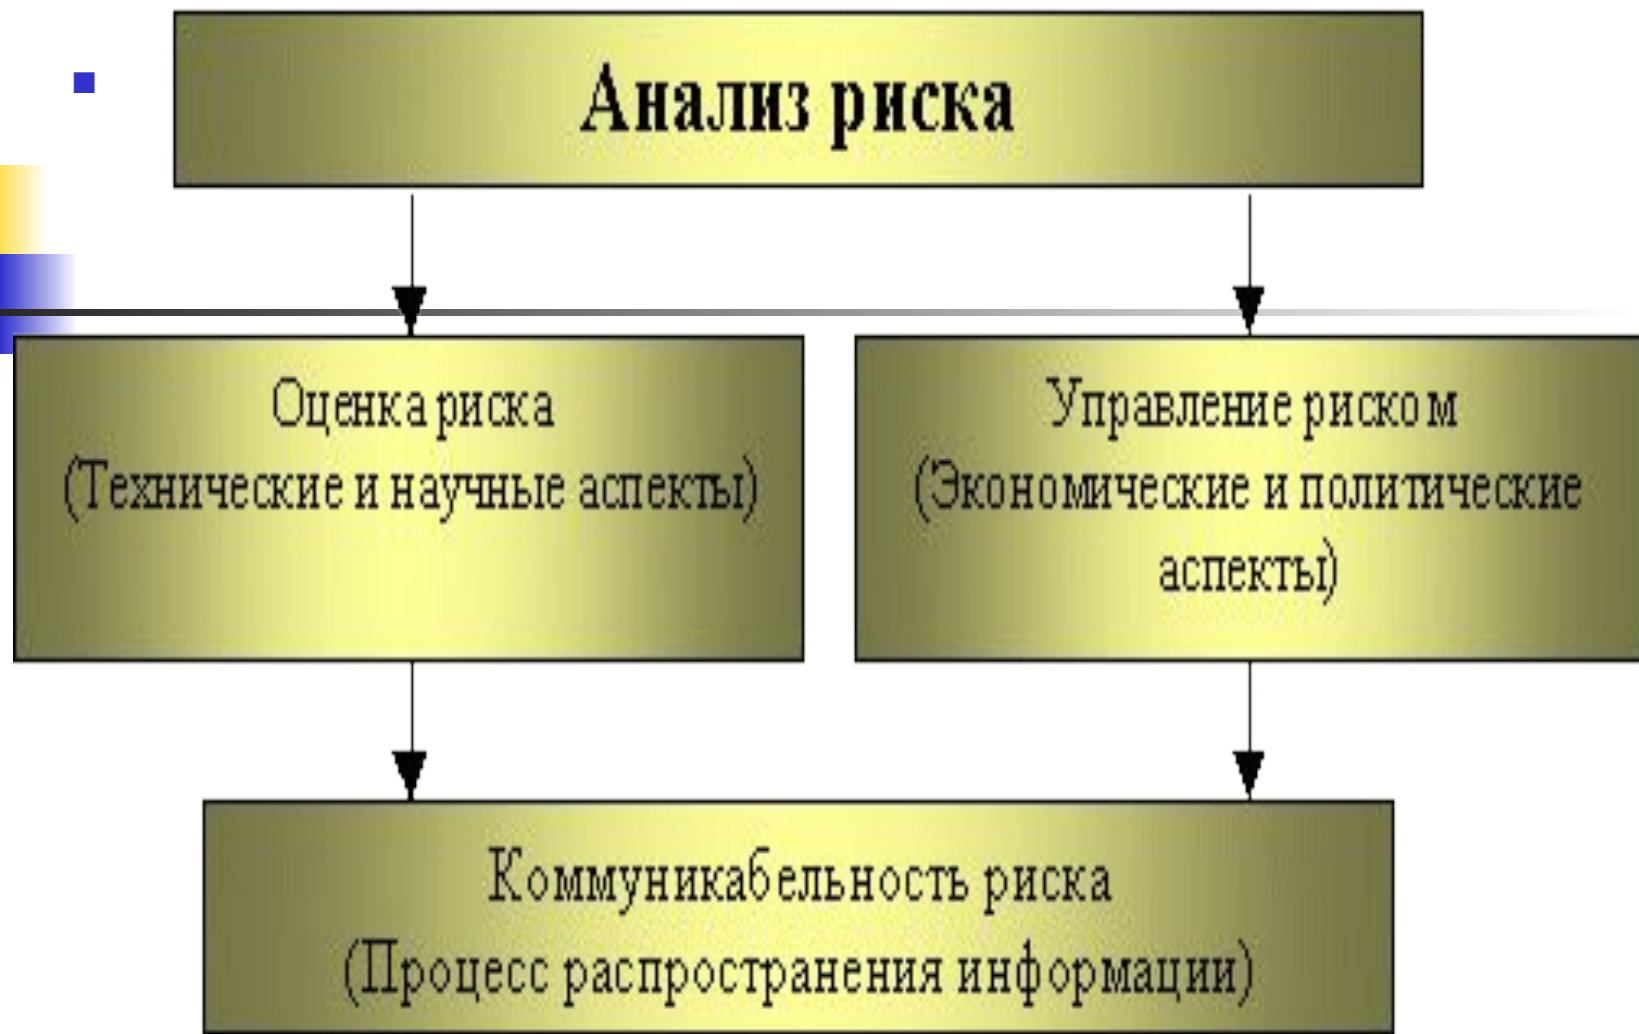 Анализ риска
Оценка риска
(Технические и научные аспекты)
Управление риском
(Экономические и политические
аспекты)
Коммуникабельность риска
(Процесс распространения информации)